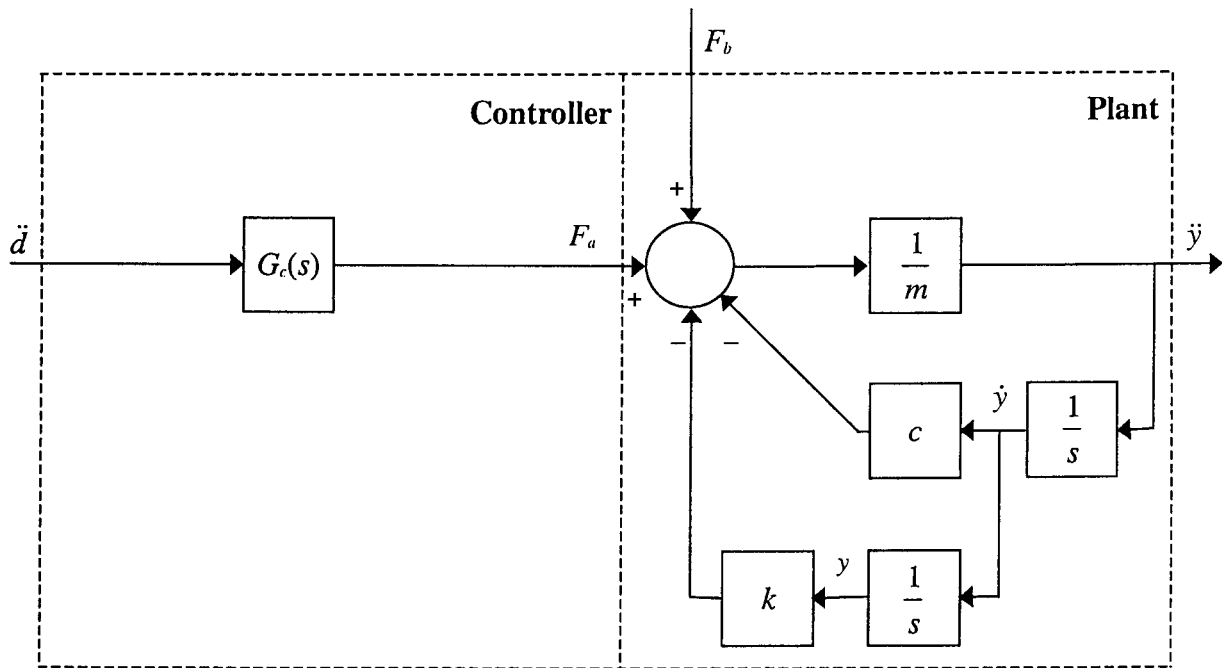 F_b
Controller
Plant
+
d̈
G_c(s)
F_a
+
1
m
ÿ
−
−
c
ẏ
1
s
k
y
1
s